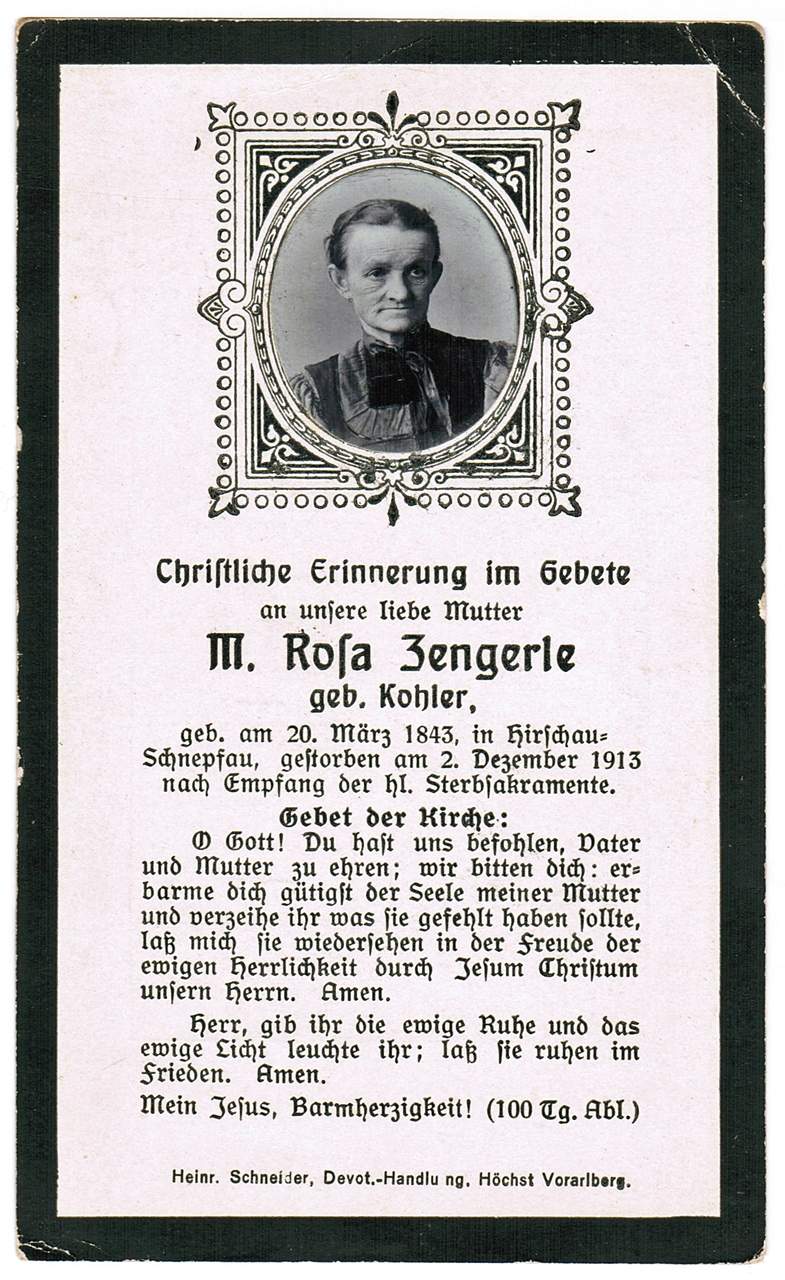 Christliche Erinnerung im Gebete
an unsere liebe Mutter
M. Rosa Zengerle
geb. Kohler,
geb. am 20. März 1843, in Hirschau=
Schnepfau, gestorben am 2. Dezember 1913
nach Empfang der hl. Sterbsakramente.
Gebet der Kirche:
O Gott! Du hast uns befohlen, Vater
und Mutter zu ehren; wir bitten dich: er=
barme dich gütigst der Seele meiner Mutter
und verzeihe ihr was sie gefehlt haben sollte,
laß mich sie wiedersehen in der Freude der
ewigen Herrlichkeit durch Jesum Christum
unsern Herrn. Amen.
Herr, gib ihr die ewige Ruhe und das
ewige Licht leuchte ihr; laß sie ruhen im
Frieden. Amen.
Mein Jesus, Barmherzigkeit! (100 Tg. Abl.)
Heinr. Schneider, Devot.-Handlu ng, Höchst Vorarlberg.